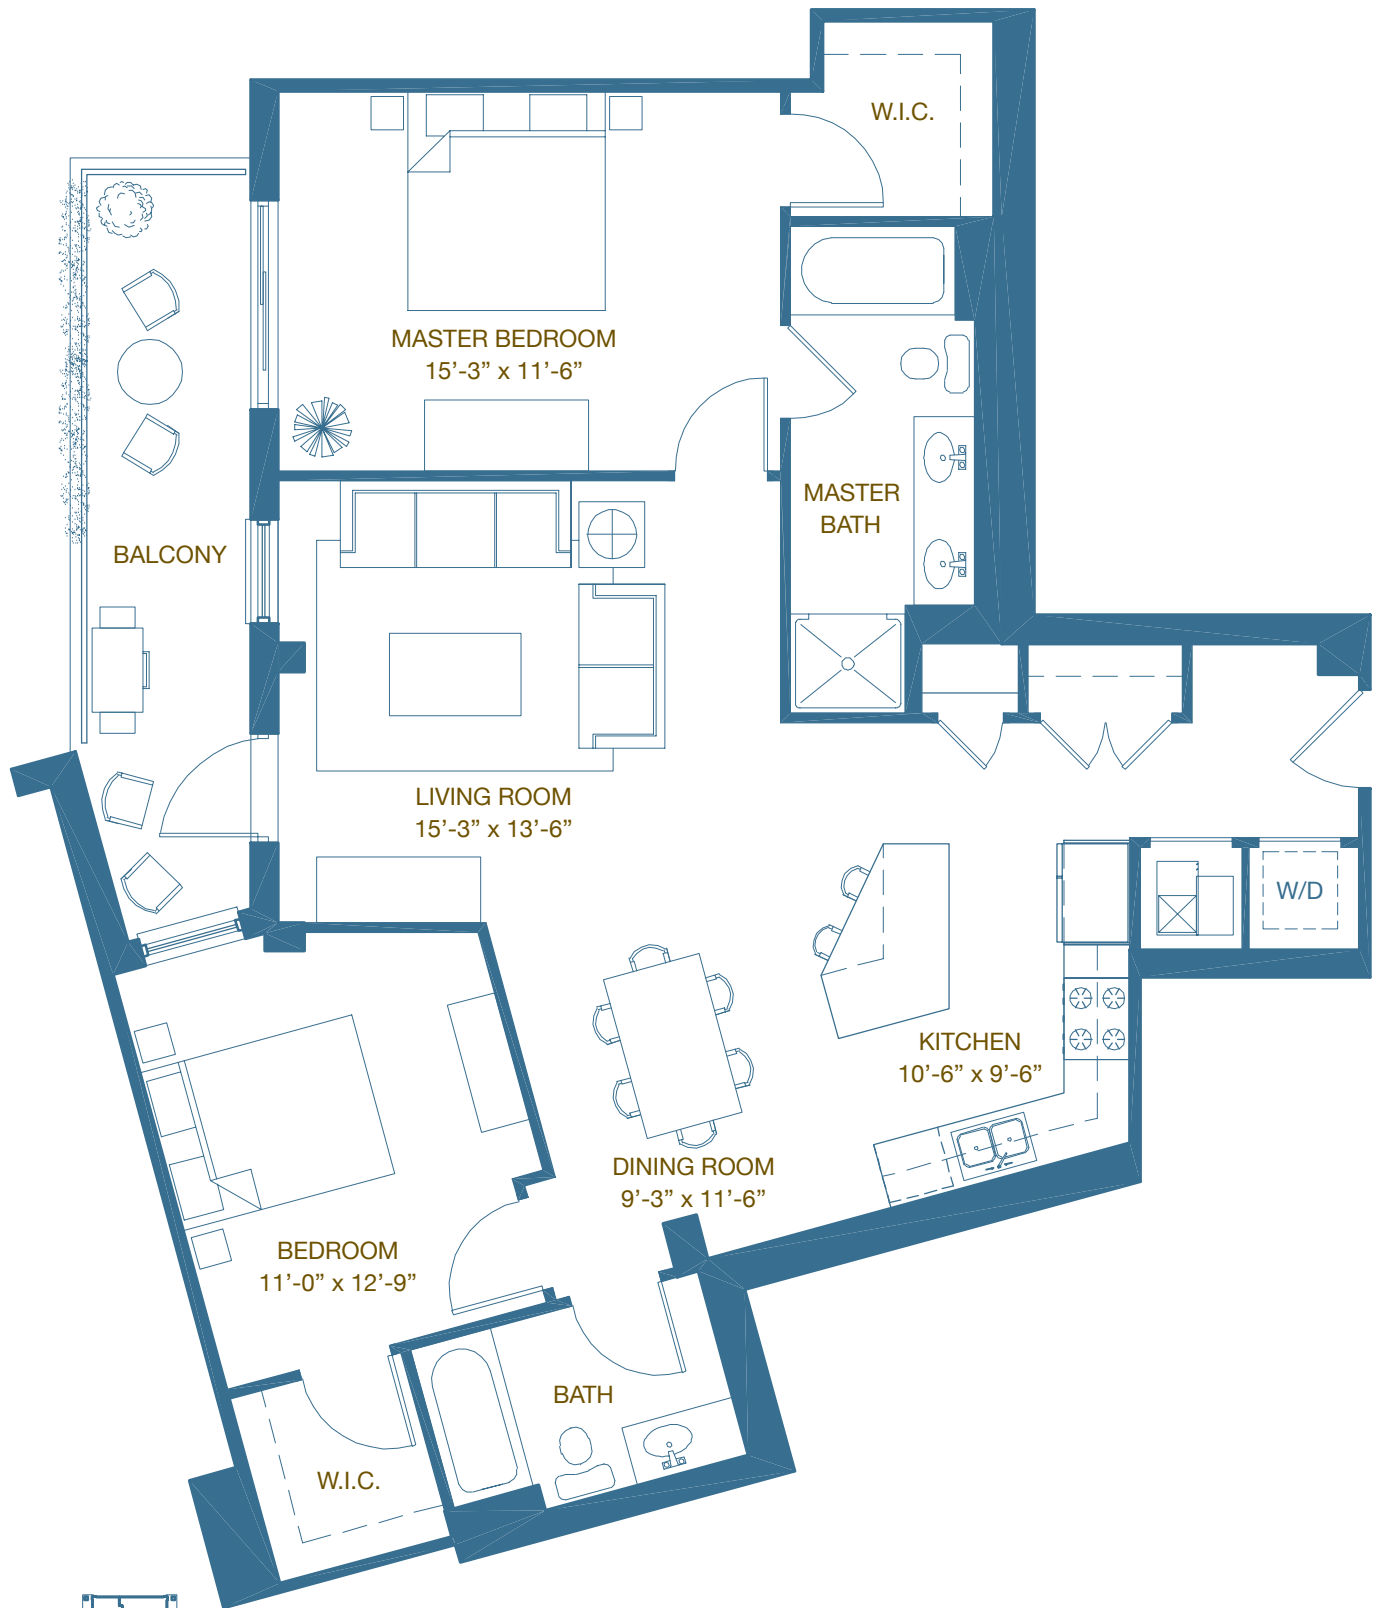 W.I.C.
MASTER BEDROOM
15’-3” x 11’-6”
MASTER
BATH
BALCONY
LIVING ROOM
15’-3” x 13’-6”
W/D
KITCHEN
10’-6” x 9’-6”
DINING ROOM
9’-3” x 11’-6”
BEDROOM
11’-0” x 12’-9”
BATH
W.I.C.